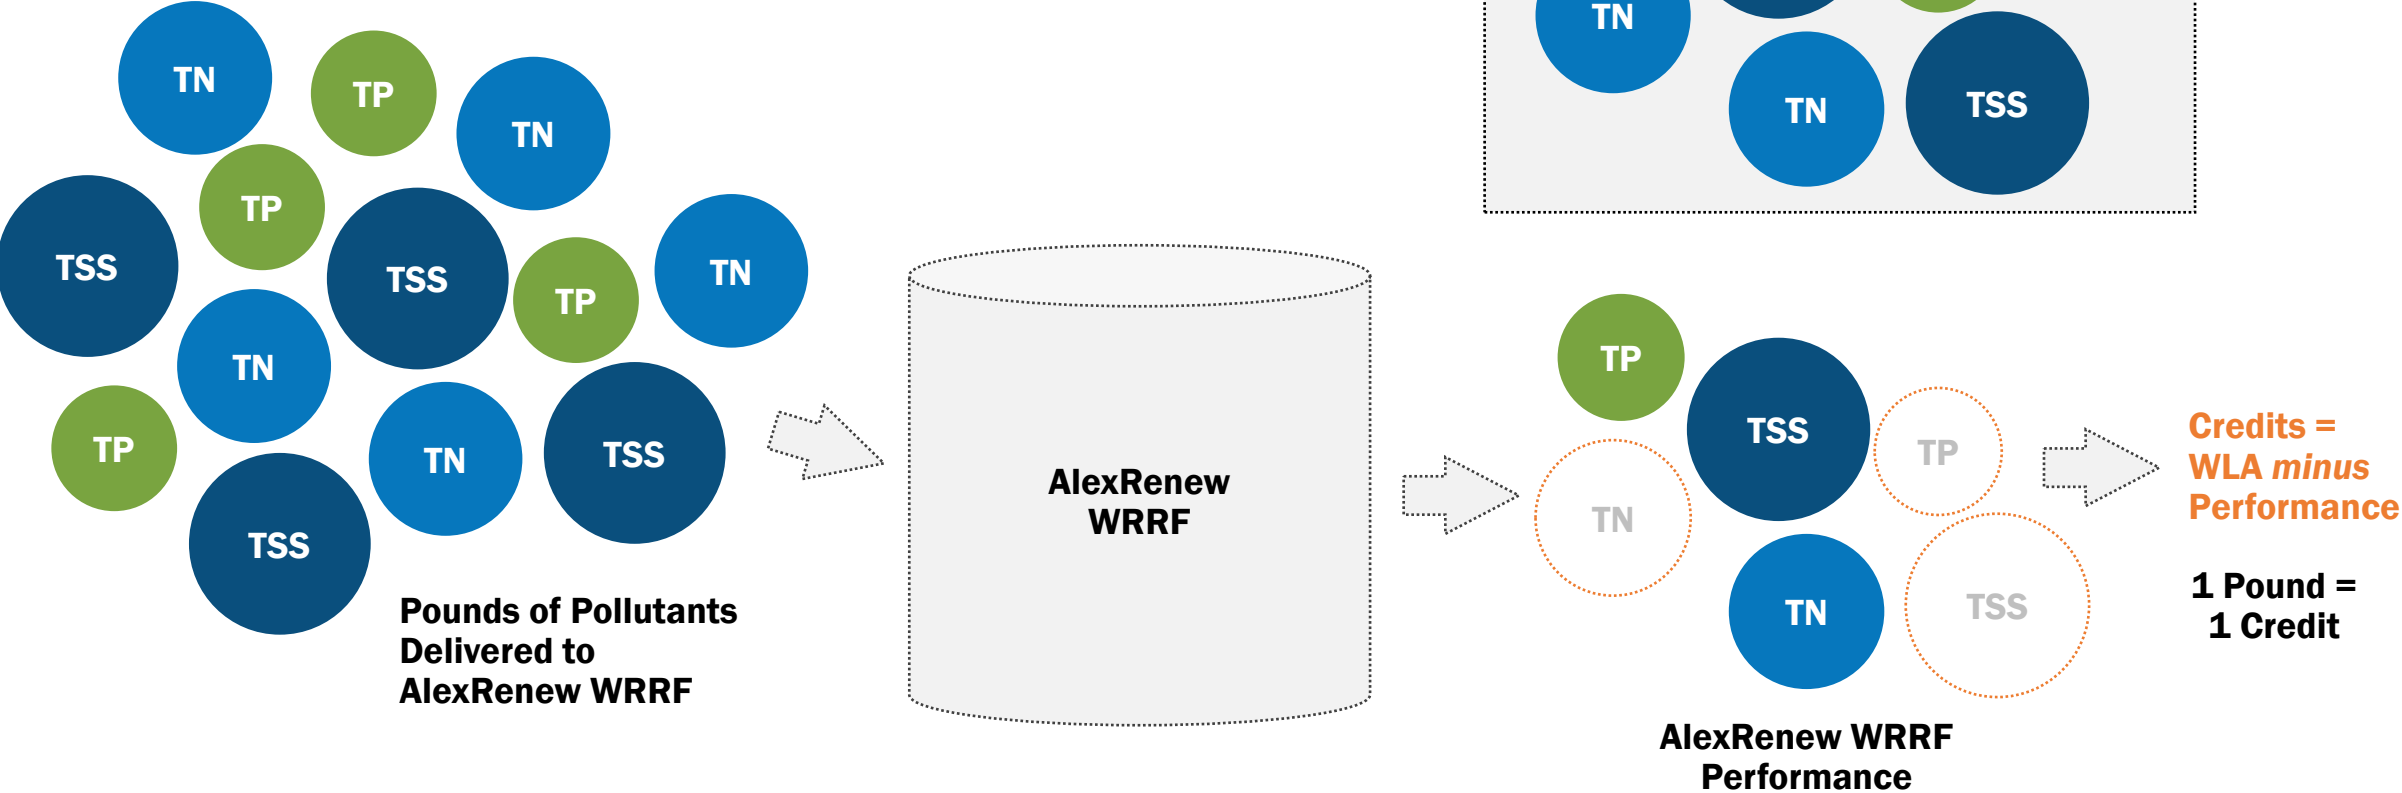 TN
TP
TN
TP
TSS
TSS
TP
TN
TN
TP
TN
TSS
TSS
Pounds of Pollutants
Delivered to
AlexRenew WRRF
AlexRenew
WRRF
TN
TN
TSS
TP
TSS
TP
TN
TN
TSS
AlexRenew WRRF
Performance
Credits =
WLA minus
Performance
1 Pound =
1 Credit